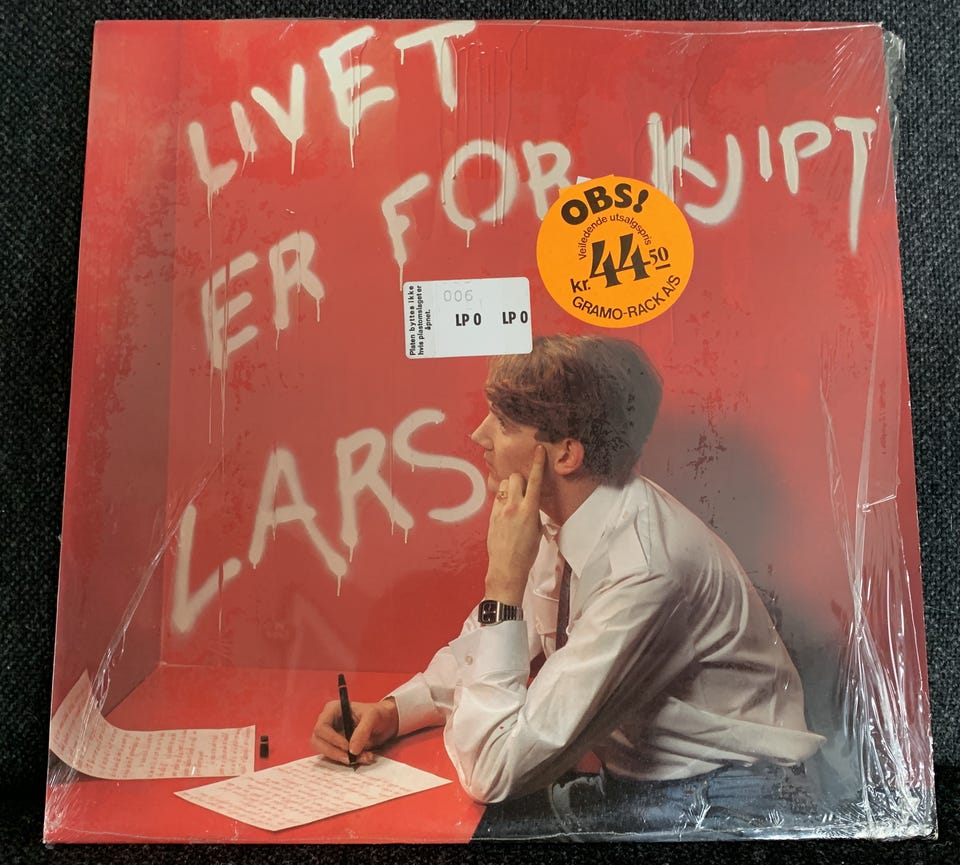 LIVET
ER FOR KJIPT
LARS
OBS!
Veiledende utsalgspris
kr. 44 50
GRAMO-RACK A/S
Platen byttes ikke
hvis plastomslaget er
åpnet.
006
LP 0 LP 0